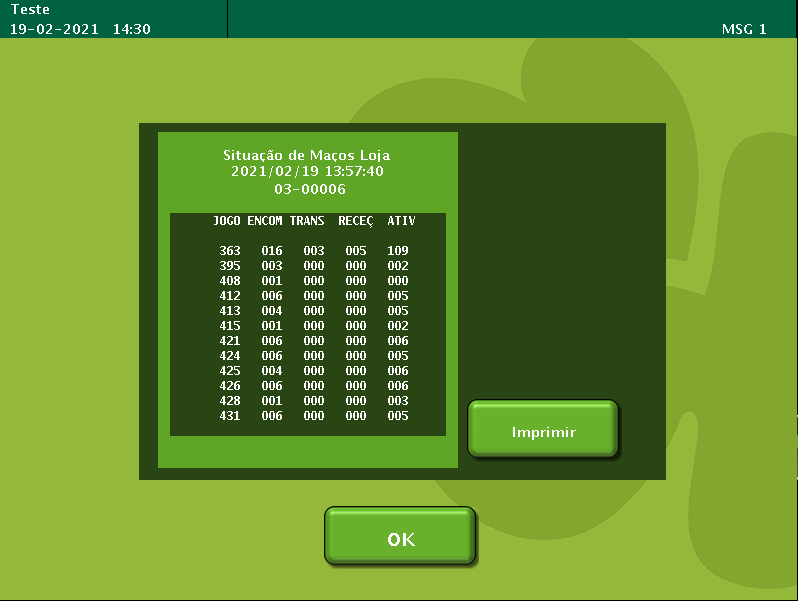 Teste
19-02-2021 14:30
MSG 1
Situação de Maços Loja
2021/02/19 13:57:40
03-00006
JOGO ENCOM TRANS RECEÇ ATIV
363 016 003 005 109
395 003 000 000 002
408 001 000 000 000
412 006 000 000 005
413 004 000 000 005
415 001 000 000 002
421 006 000 000 006
424 006 000 000 005
425 004 000 000 006
426 006 000 000 006
428 001 000 000 003
431 006 000 000 005
Imprimir
OK